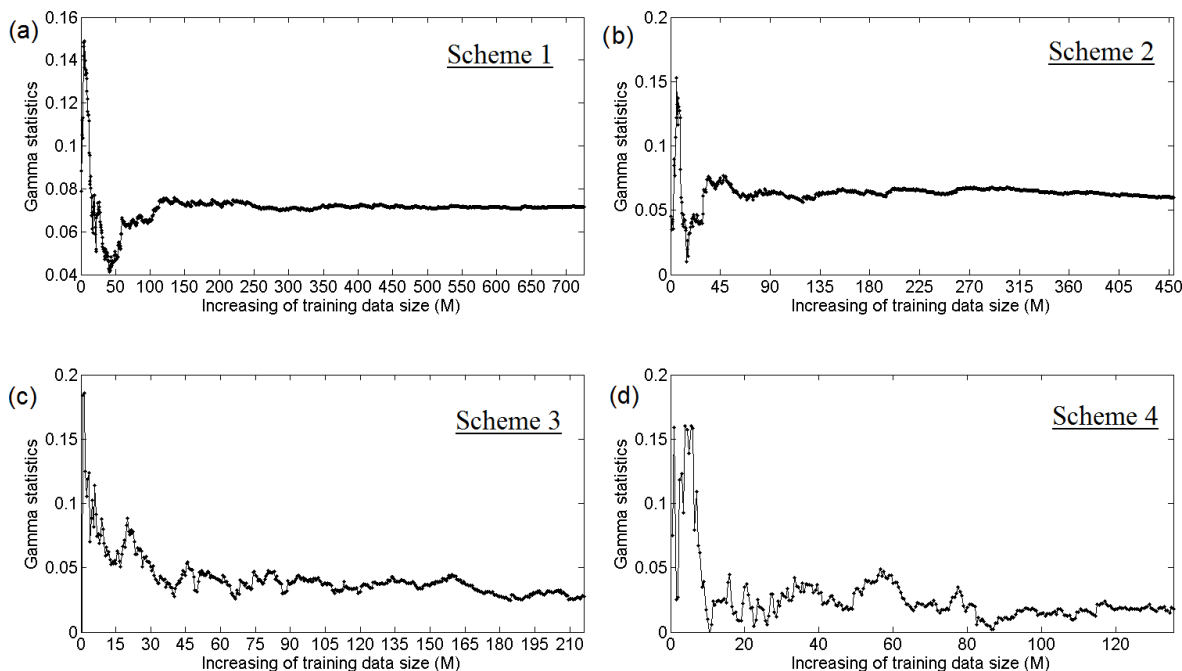 (a)
Scheme 1
Gamma statistics
0.16
0.14
0.12
0.1
0.08
0.06
0.04
0 50 100 150 200 250 300 350 400 450 500 550 600 650 700
Increasing of training data size (M)
(b)
Scheme 2
Gamma statistics
0.2
0.15
0.1
0.05
0
0 45 90 135 180 225 270 315 360 405 450
Increasing of training data size (M)
(c)
Scheme 3
Gamma statistics
0.2
0.15
0.1
0.05
0
0 15 30 45 60 75 90 105 120 135 150 165 180 195 210
Increasing of training data size (M)
(d)
Scheme 4
Gamma statistics
0.2
0.15
0.1
0.05
0
0 20 40 60 80 100 120
Increasing of training data size (M)